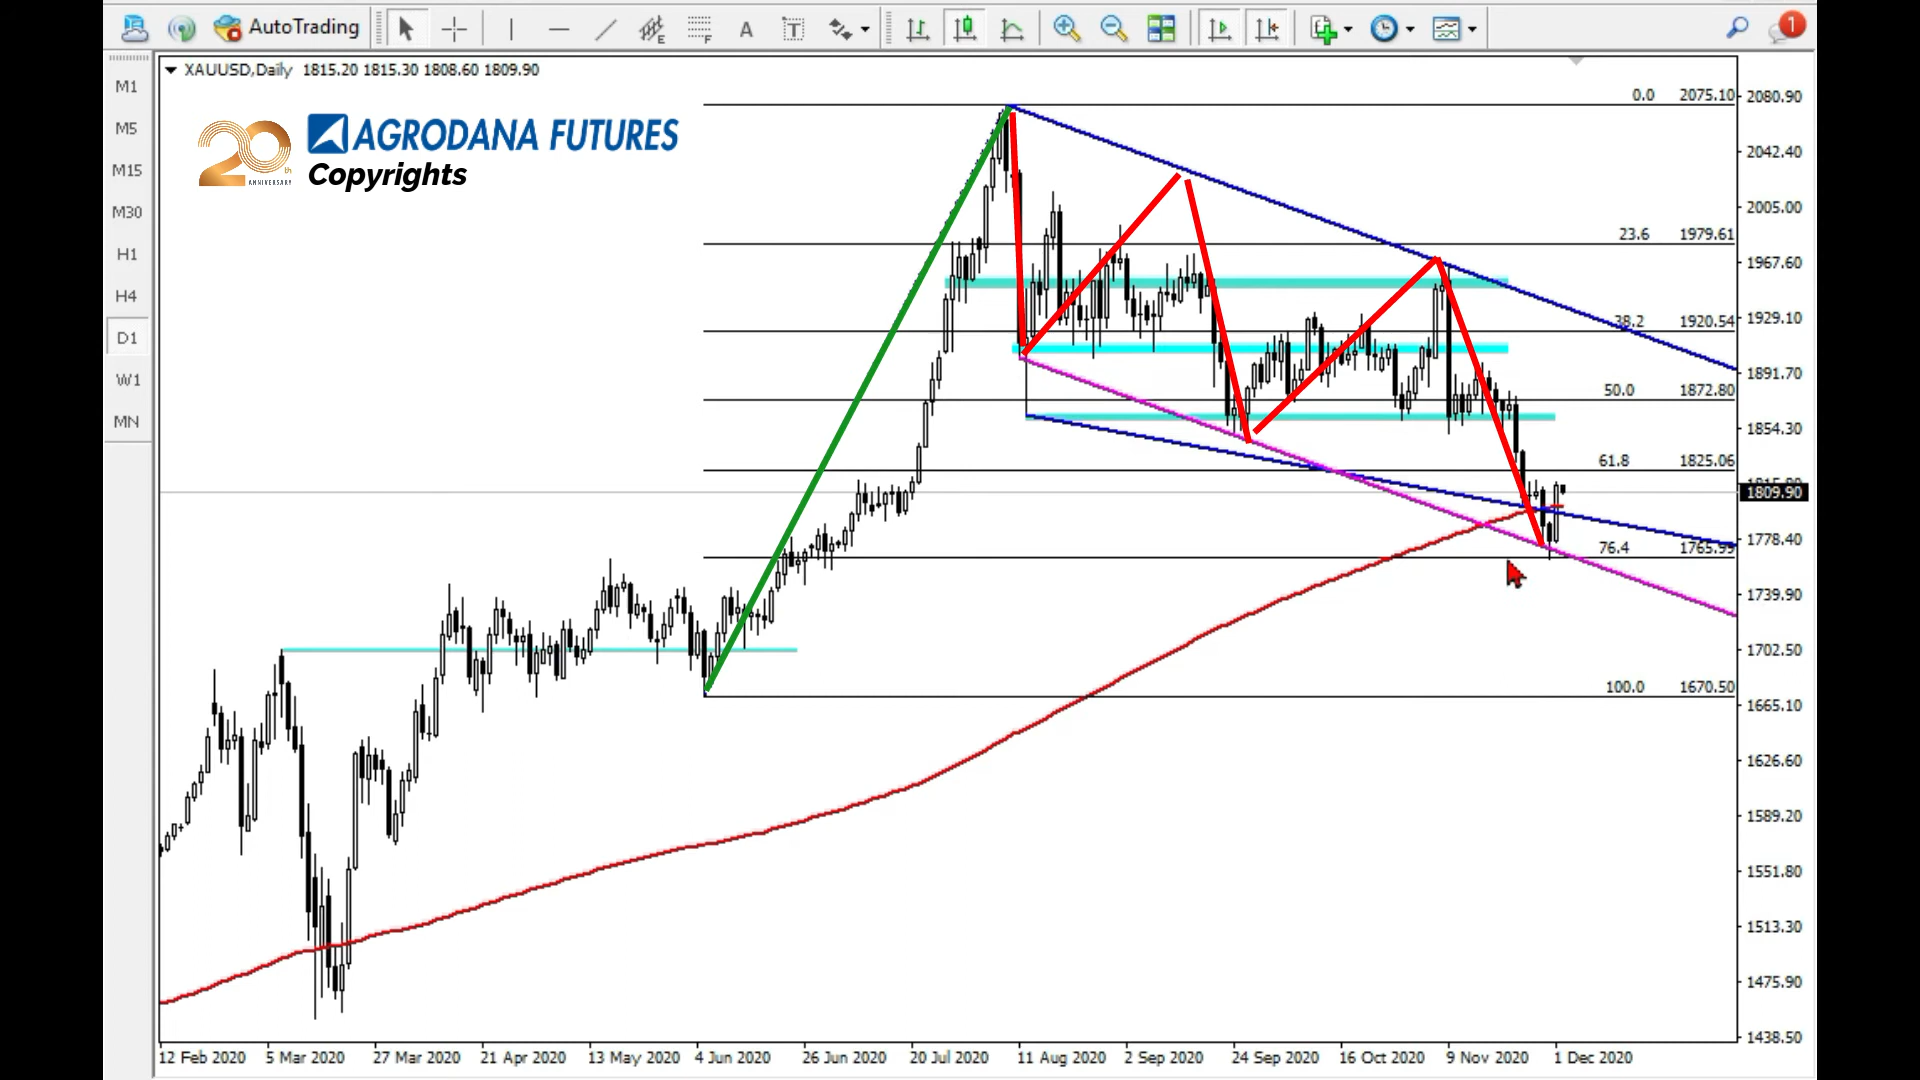 AutoTrading
A
T
E
F
1
M1
M5
M15
M30
H1
H4
D1
W1
MN
XAUUSD,Daily 1815.20 1815.30 1808.60 1809.90
20th ANNIVERSARY
AGRODANA FUTURES
Copyrights
0.0 2075.10
23.6 1979.61
38.2 1920.54
50.0 1872.80
61.8 1825.06
76.4 1765.99
100.0 1670.50
2080.90
2042.40
2005.00
1967.60
1929.10
1891.70
1854.30
1809.90
1778.40
1739.90
1702.50
1665.10
1626.60
1589.20
1551.80
1513.30
1475.90
1438.50
12 Feb 2020 5 Mar 2020 27 Mar 2020 21 Apr 2020 13 May 2020 4 Jun 2020 26 Jun 2020 20 Jul 2020 11 Aug 2020 2 Sep 2020 24 Sep 2020 16 Oct 2020 9 Nov 2020 1 Dec 2020